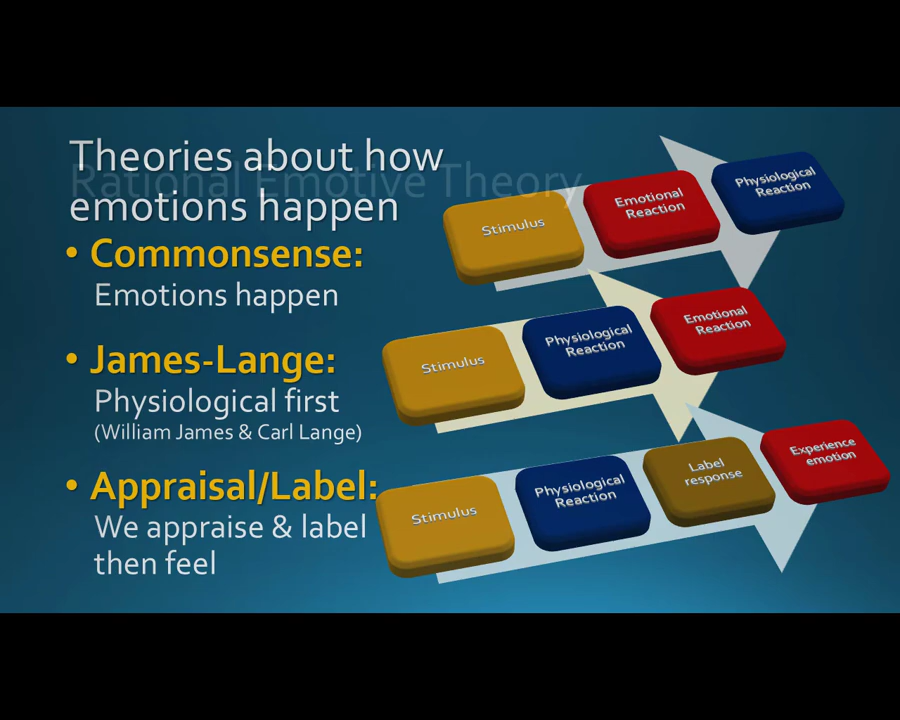 Theories about how
Rational Emotive Theory
emotions happen
• Commonsense:
Emotions happen
• James-Lange:
Physiological first
(William James & Carl Lange)
• Appraisal/Label:
We appraise & label
then feel
Stimulus
Emotional
Reaction
Physiological
Reaction
Stimulus
Physiological
Reaction
Emotional
Reaction
Stimulus
Physiological
Reaction
Label
response
Experience
emotion